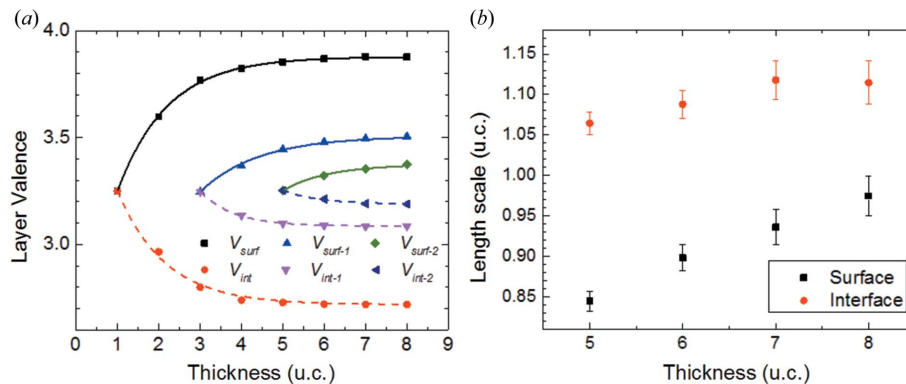 (a)
4.0
3.5
3.0
Layer Valence
V_surf V_surf-1 V_surf-2
V_int V_int-1 V_int-2
0 1 2 3 4 5 6 7 8 9
Thickness (u.c.)
(b)
1.15
1.10
1.05
1.00
0.95
0.90
0.85
Length scale (u.c.)
Surface
Interface
5 6 7 8
Thickness (u.c.)